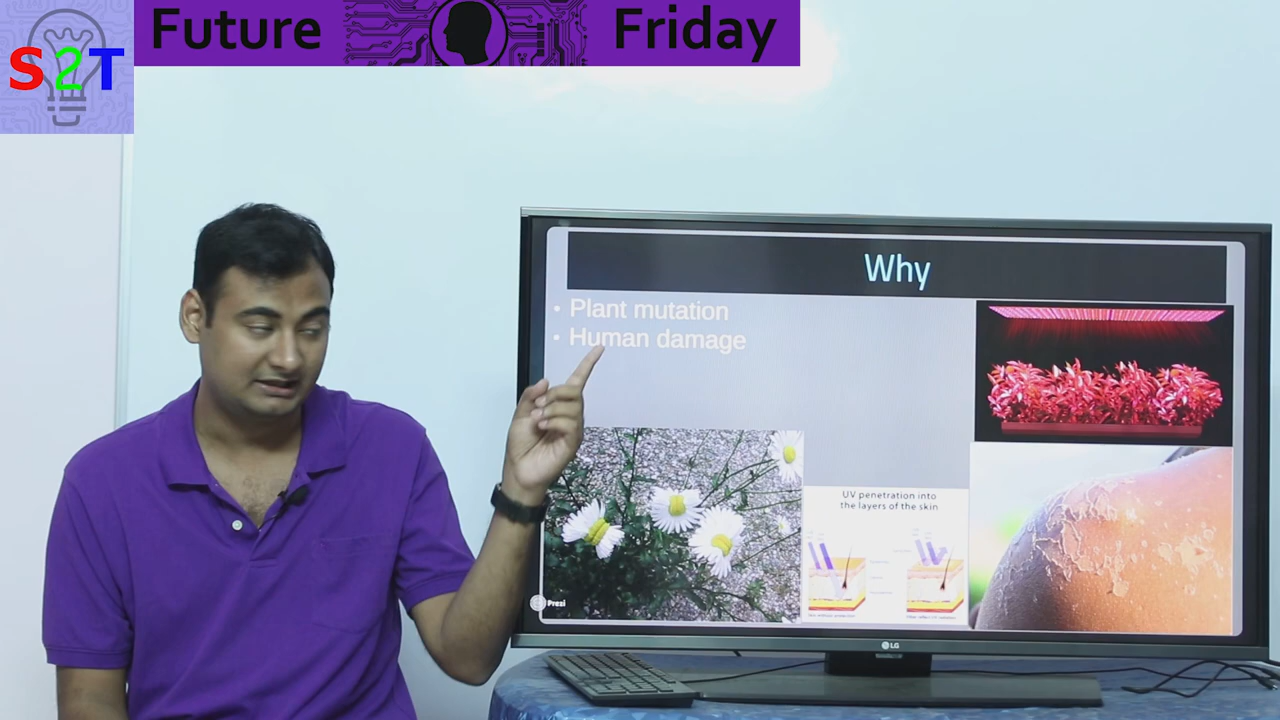 Future Friday
S2T
Why
• Plant mutation
• Human damage
UV penetration into
the layers of the skin
Prezi
LG